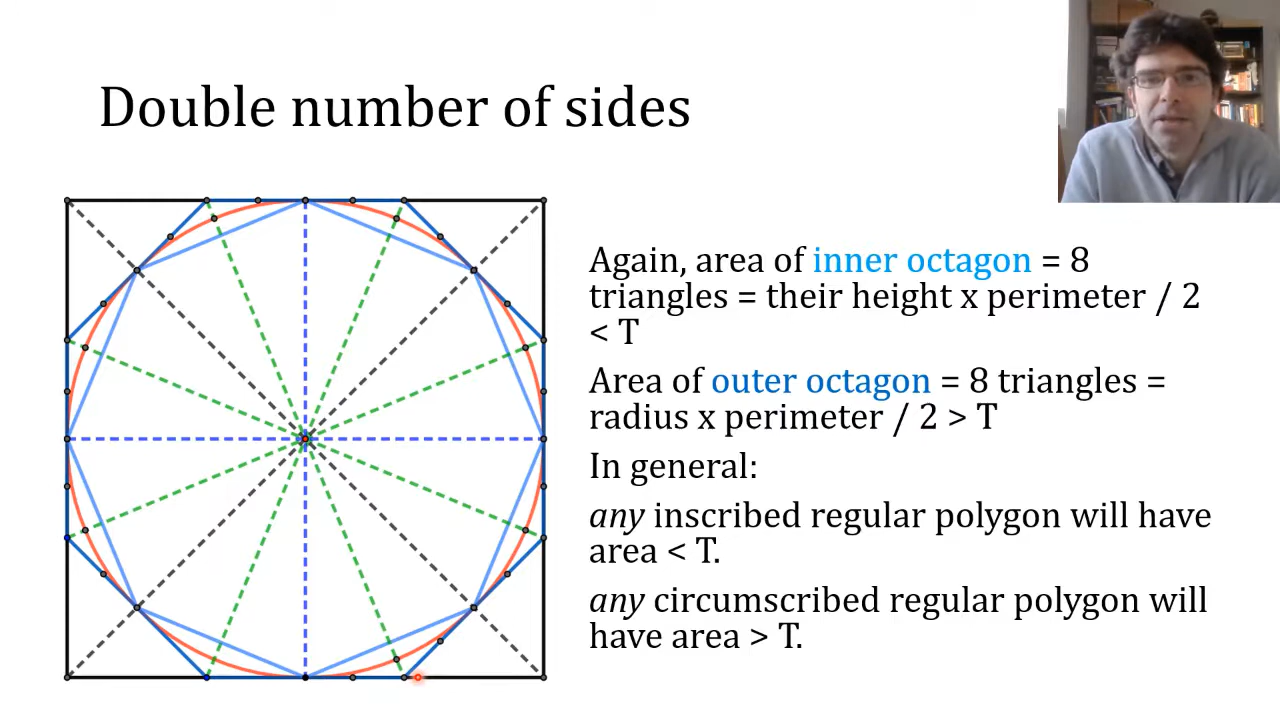 Double number of sides
Again, area of inner octagon = 8
triangles = their height x perimeter / 2
< T
Area of outer octagon = 8 triangles =
radius x perimeter / 2 > T
In general:
any inscribed regular polygon will have
area < T.
any circumscribed regular polygon will
have area > T.